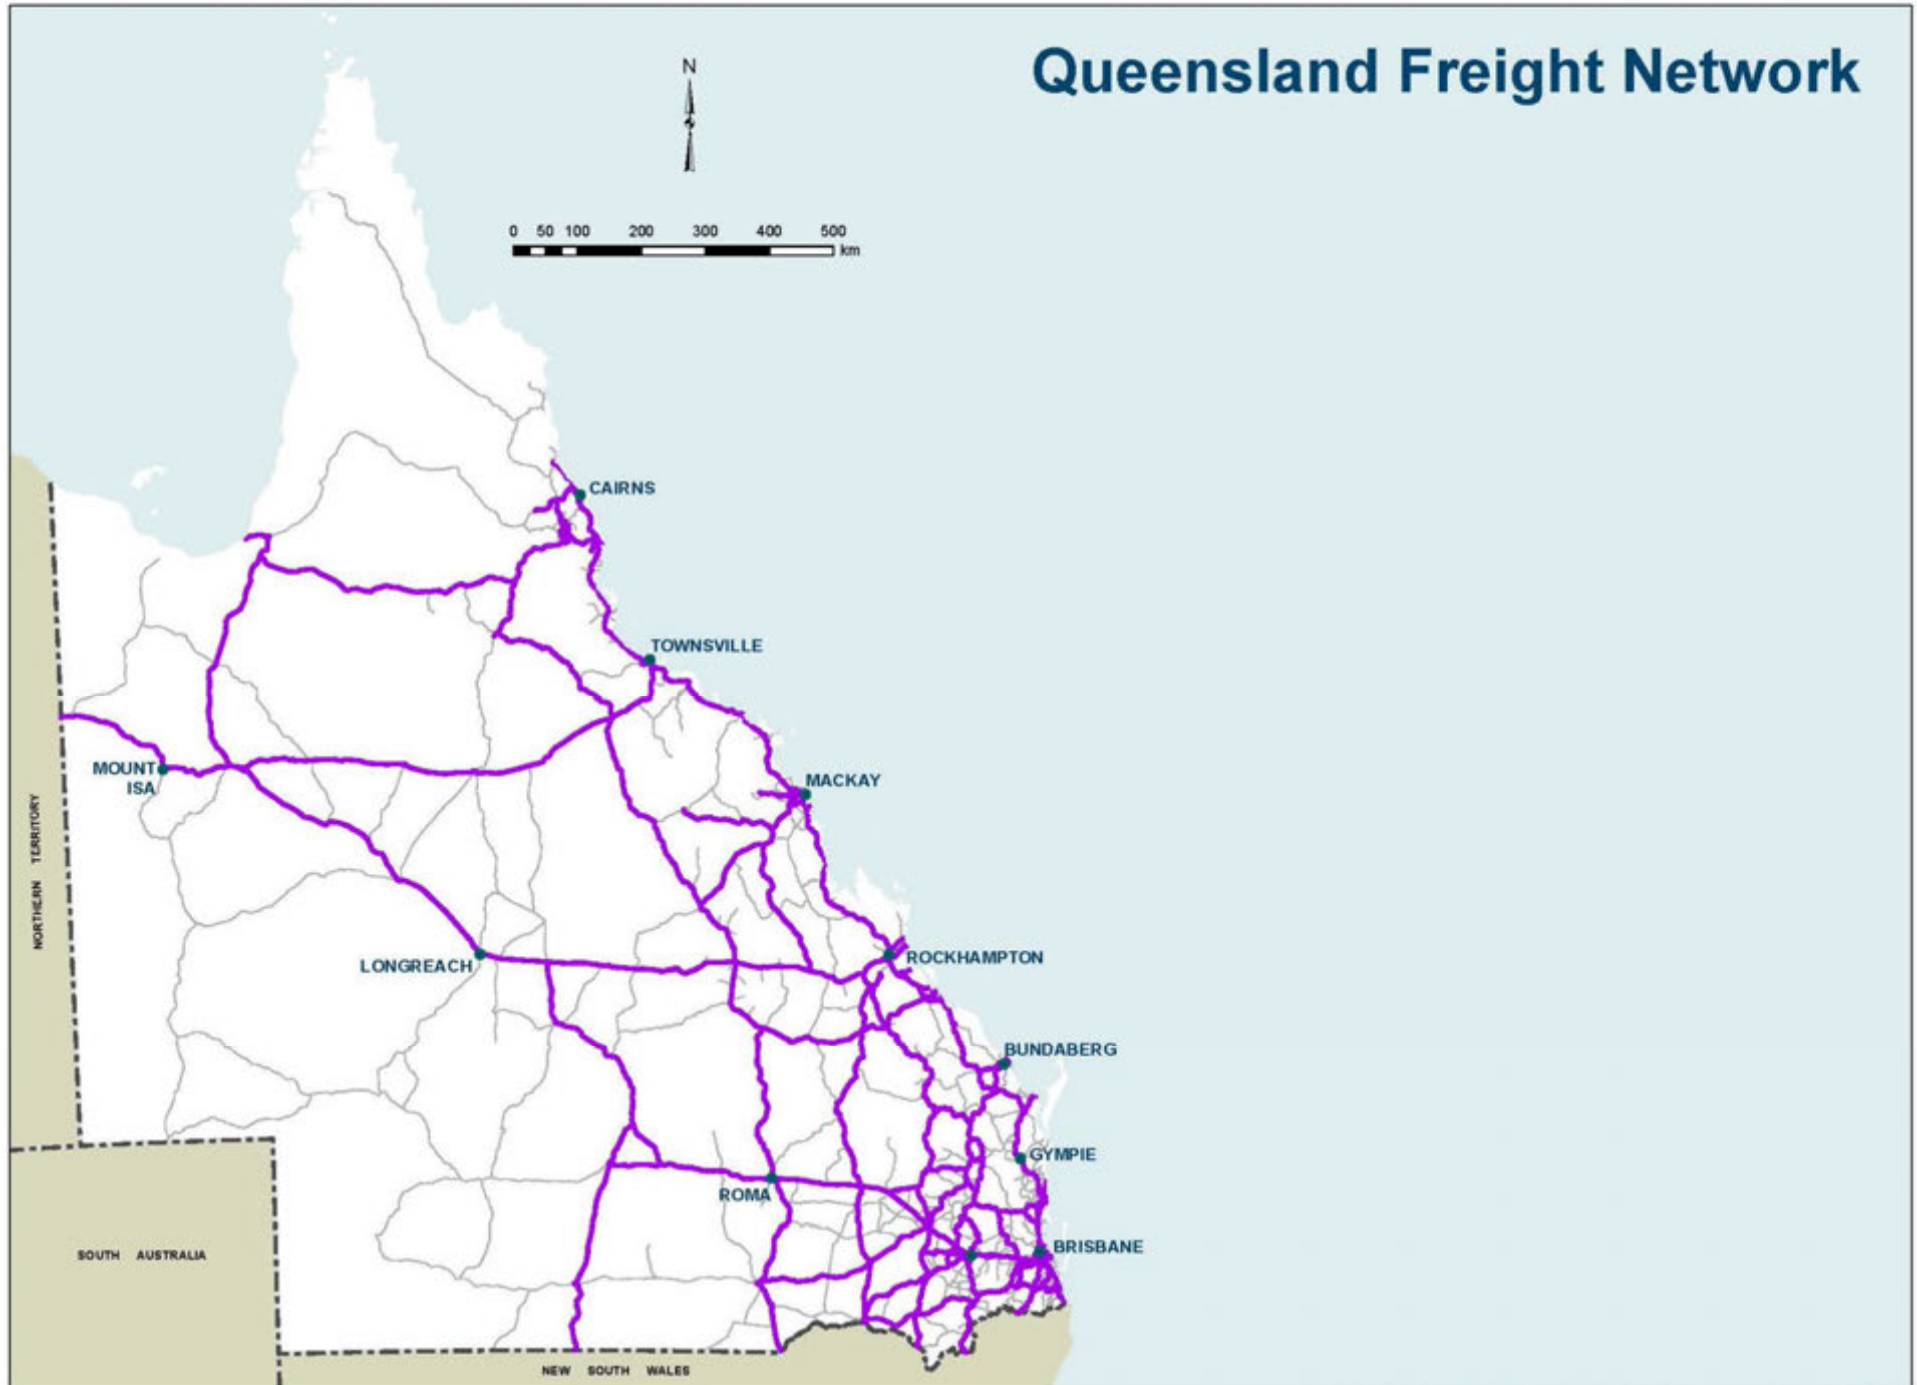 Queensland Freight Network
N
0 50 100 200 300 400 500
km
CAIRNS
TOWNSVILLE
MOUNT
ISA
MACKAY
NORTHERN TERRITORY
LONGREACH
ROCKHAMPTON
BUNDABERG
GYMPIE
ROMA
BRISBANE
SOUTH AUSTRALIA
NEW SOUTH WALES